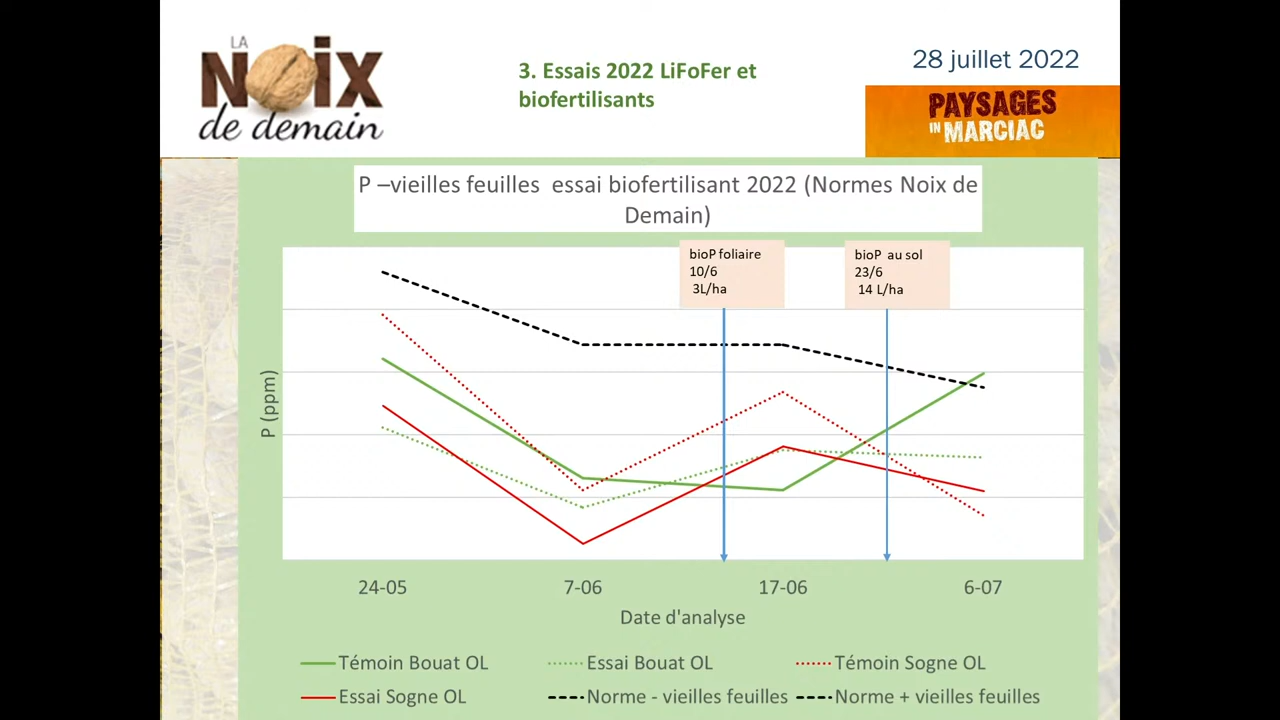 LA
NOIX
de demain
3. Essais 2022 LiFoFer et
biofertilisants
28 juillet 2022
PAYSAGES
IN MARCIAC
P –vieilles feuilles essai biofertilisant 2022 (Normes Noix de
Demain)
bioP foliaire
10/6
3L/ha
bioP au sol
23/6
14 L/ha
P (ppm)
24-05 7-06 17-06 6-07
Date d'analyse
Témoin Bouat OL Essai Bouat OL Témoin Sogne OL
Essai Sogne OL Norme - vieilles feuilles Norme + vieilles feuilles